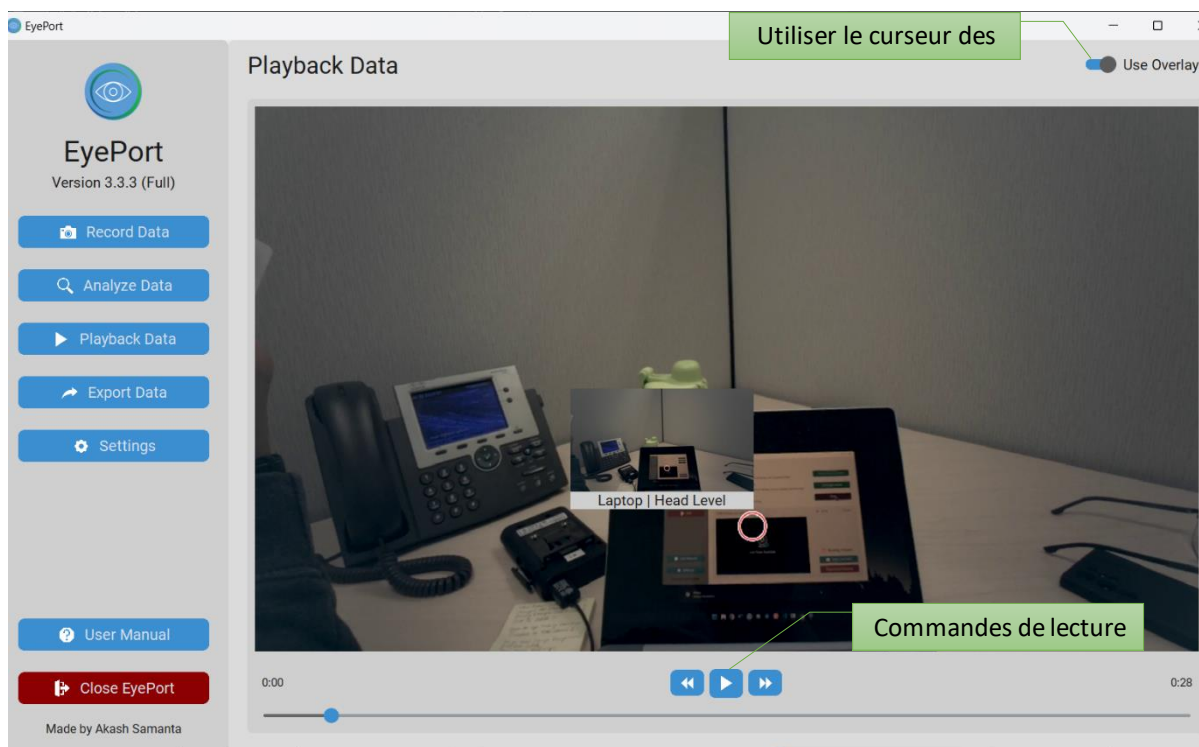 EyePort
Utiliser le curseur des
Playback Data
Use Overlay
EyePort
Version 3.3.3 (Full)
Record Data
Analyze Data
Playback Data
Export Data
Settings
Laptop | Head Level
Commandes de lecture
User Manual
Close EyePort
0:00
0:28
Made by Akash Samanta